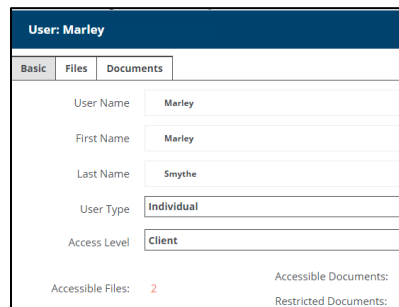 User: Marley
Basic Files Documents
User Name Marley
First Name Marley
Last Name Smythe
User Type Individual
Access Level Client
Accessible Files: 2 Accessible Documents:
Restricted Documents: